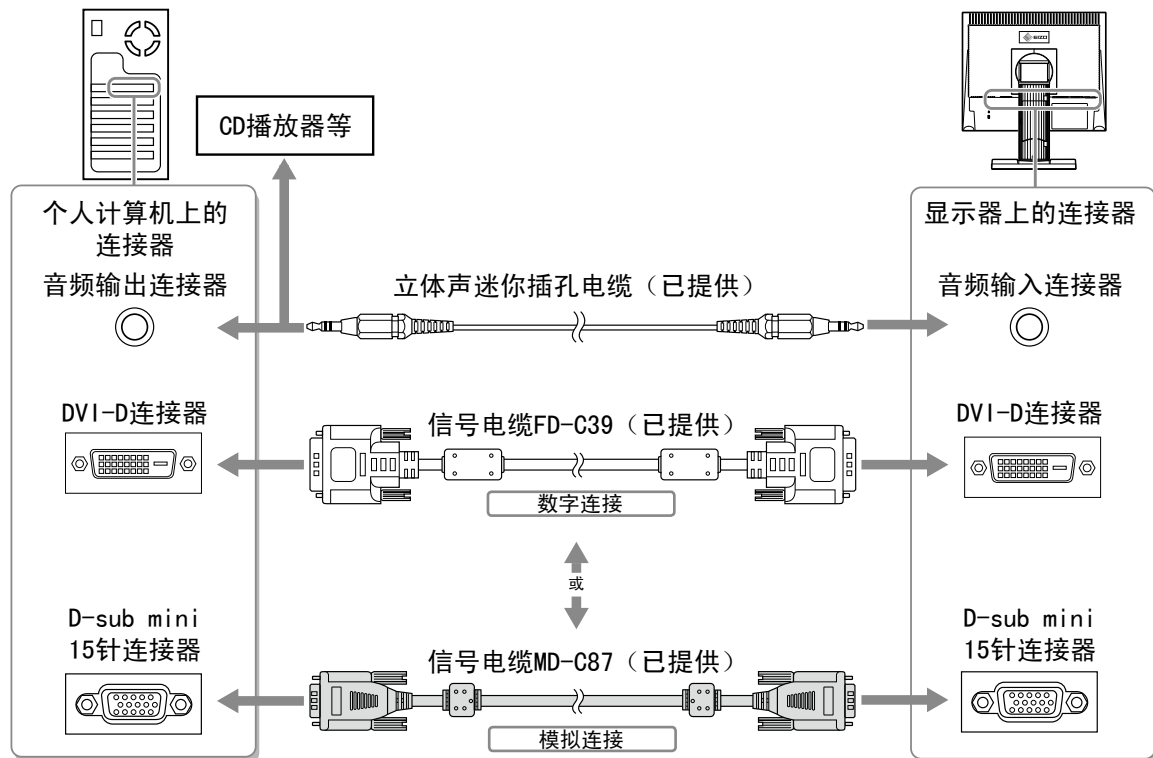 EIZO
CD播放器等
个人计算机上的
连接器
显示器上的连接器
音频输出连接器
立体声迷你插孔电缆（已提供）
音频输入连接器
DVI-D连接器
信号电缆FD-C39（已提供）
DVI-D连接器
数字连接
或
D-sub mini
15针连接器
信号电缆MD-C87（已提供）
D-sub mini
15针连接器
模拟连接